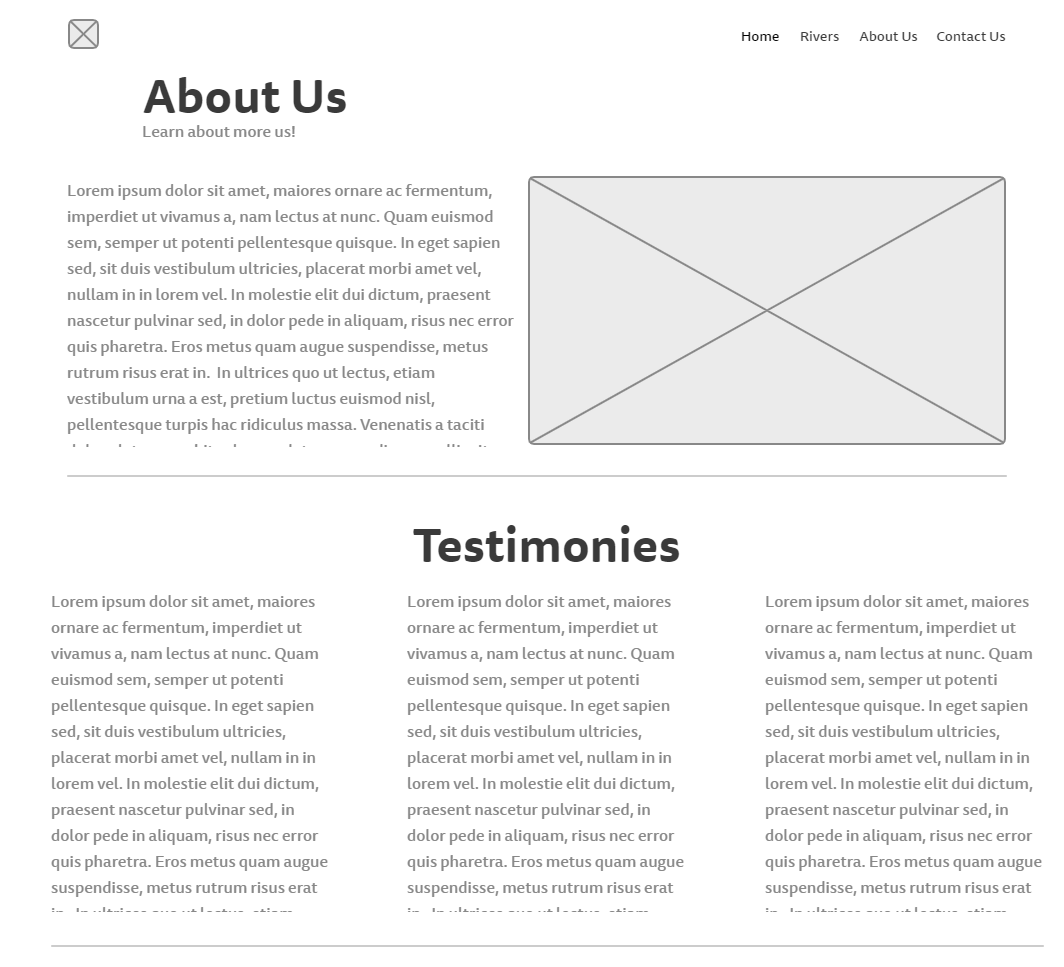 Home Rivers About Us Contact Us
About Us
Learn about more us!
Lorem ipsum dolor sit amet, maiores ornare ac fermentum,
imperdiet ut vivamus a, nam lectus at nunc. Quam euismod
sem, semper ut potenti pellentesque quisque. In eget sapien
sed, sit duis vestibulum ultricies, placerat morbi amet vel,
nullam in in lorem vel. In molestie elit dui dictum, praesent
nascetur pulvinar sed, in dolor pede in aliquam, risus nec error
quis pharetra. Eros metus quam augue suspendisse, metus
rutrum risus erat in.  In ultrices quo ut lectus, etiam
vestibulum urna a est, pretium luctus euismod nisl,
pellentesque turpis hac ridiculus massa. Venenatis a taciti
Testimonies
Lorem ipsum dolor sit amet, maiores
ornare ac fermentum, imperdiet ut
vivamus a, nam lectus at nunc. Quam
euismod sem, semper ut potenti
pellentesque quisque. In eget sapien
sed, sit duis vestibulum ultricies,
placerat morbi amet vel, nullam in in
lorem vel. In molestie elit dui dictum,
praesent nascetur pulvinar sed, in
dolor pede in aliquam, risus nec error
quis pharetra. Eros metus quam augue
suspendisse, metus rutrum risus erat
Lorem ipsum dolor sit amet, maiores
ornare ac fermentum, imperdiet ut
vivamus a, nam lectus at nunc. Quam
euismod sem, semper ut potenti
pellentesque quisque. In eget sapien
sed, sit duis vestibulum ultricies,
placerat morbi amet vel, nullam in in
lorem vel. In molestie elit dui dictum,
praesent nascetur pulvinar sed, in
dolor pede in aliquam, risus nec error
quis pharetra. Eros metus quam augue
suspendisse, metus rutrum risus erat
Lorem ipsum dolor sit amet, maiores
ornare ac fermentum, imperdiet ut
vivamus a, nam lectus at nunc. Quam
euismod sem, semper ut potenti
pellentesque quisque. In eget sapien
sed, sit duis vestibulum ultricies,
placerat morbi amet vel, nullam in in
lorem vel. In molestie elit dui dictum,
praesent nascetur pulvinar sed, in
dolor pede in aliquam, risus nec error
quis pharetra. Eros metus quam augue
suspendisse, metus rutrum risus erat